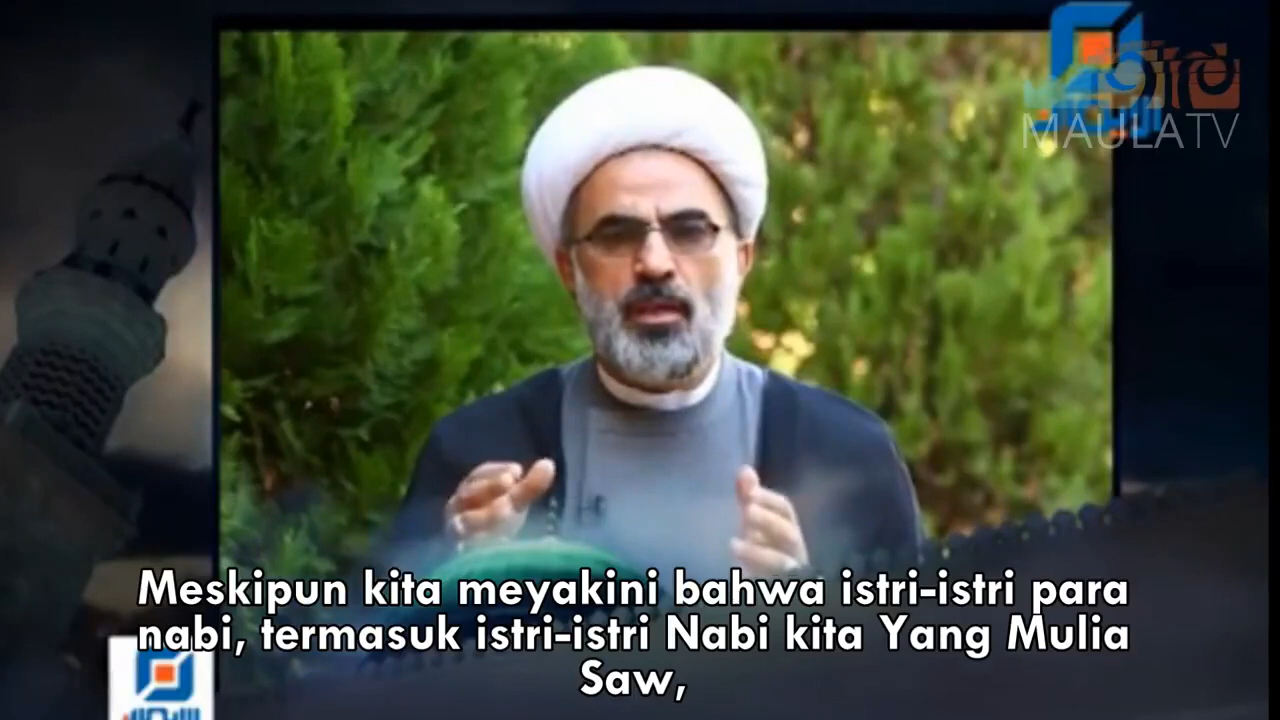 MAULATV
Meskipun kita meyakini bahwa istri-istri para
nabi, termasuk istri-istri Nabi kita Yang Mulia
Saw,